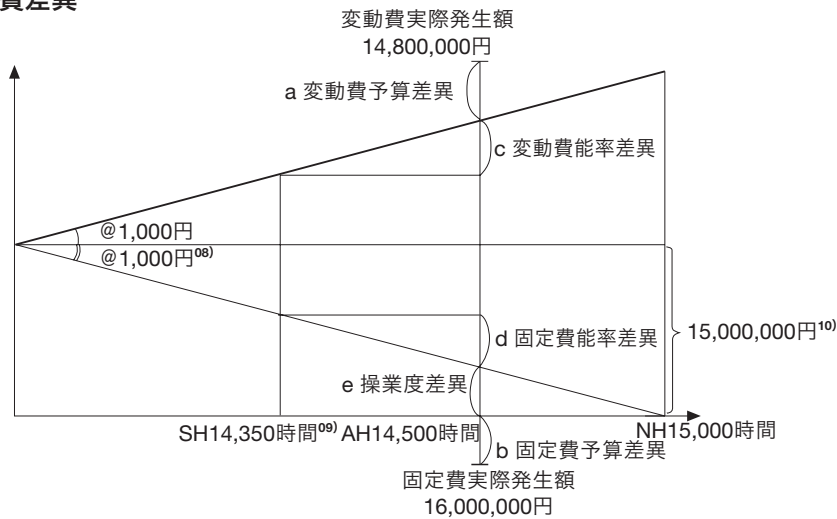 費差異
変動費実際発生額
14,800,000円
a 変動費予算差異
c 変動費能率差異
@1,000円
@1,000円08)
d 固定費能率差異
15,000,000円10)
e 操業度差異
SH14,350時間09) AH14,500時間
NH15,000時間
b 固定費予算差異
固定費実際発生額
16,000,000円